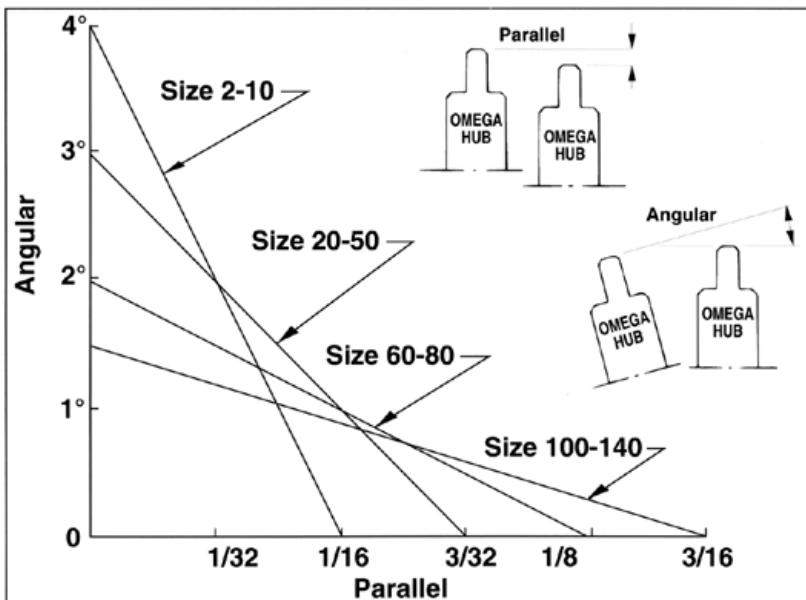 4°
3°
2°
1°
0
Angular
Size 2-10
Size 20-50
Size 60-80
Size 100-140
Parallel
OMEGA
HUB
OMEGA
HUB
Angular
OMEGA
HUB
OMEGA
HUB
1/32
1/16
3/32
1/8
3/16
Parallel